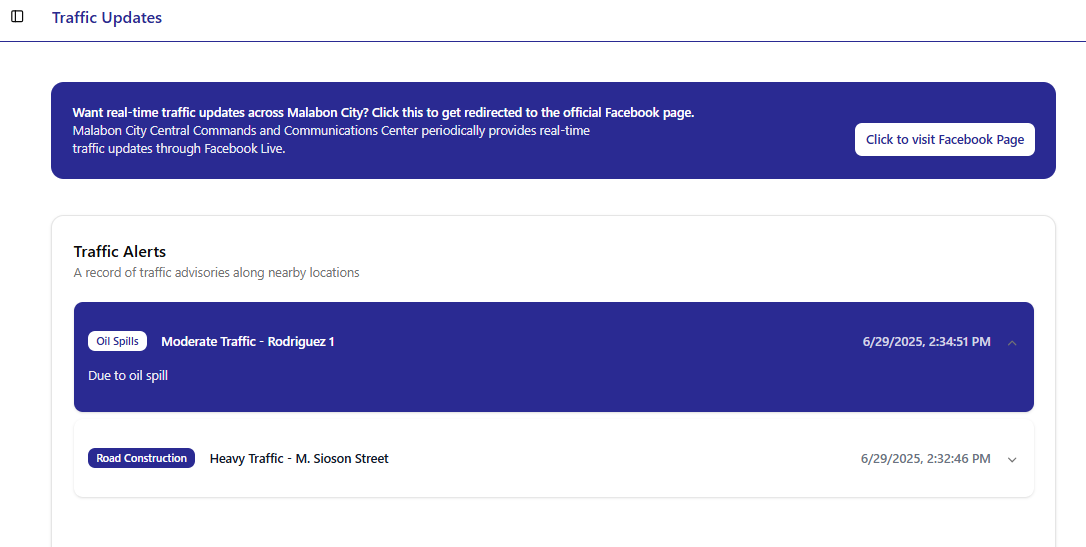 Traffic Updates
Want real-time traffic updates across Malabon City? Click this to get redirected to the official Facebook page.
Malabon City Central Commands and Communications Center periodically provides real-time
traffic updates through Facebook Live.
Click to visit Facebook Page
Traffic Alerts
A record of traffic advisories along nearby locations
Oil Spills Moderate Traffic - Rodriguez 1 6/29/2025, 2:34:51 PM
Due to oil spill
Road Construction Heavy Traffic - M. Sioson Street 6/29/2025, 2:32:46 PM